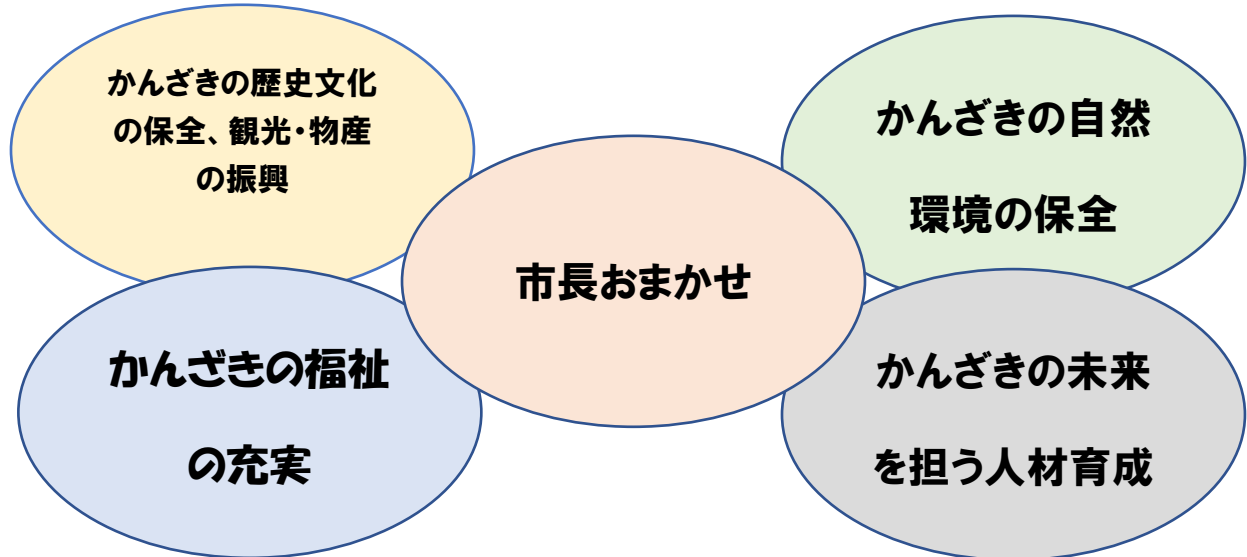 かんざきの歴史文化
の保全、観光・物産
の振興
かんざきの自然
環境の保全
市長おまかせ
かんざきの福祉
の充実
かんざきの未来
を担う人材育成